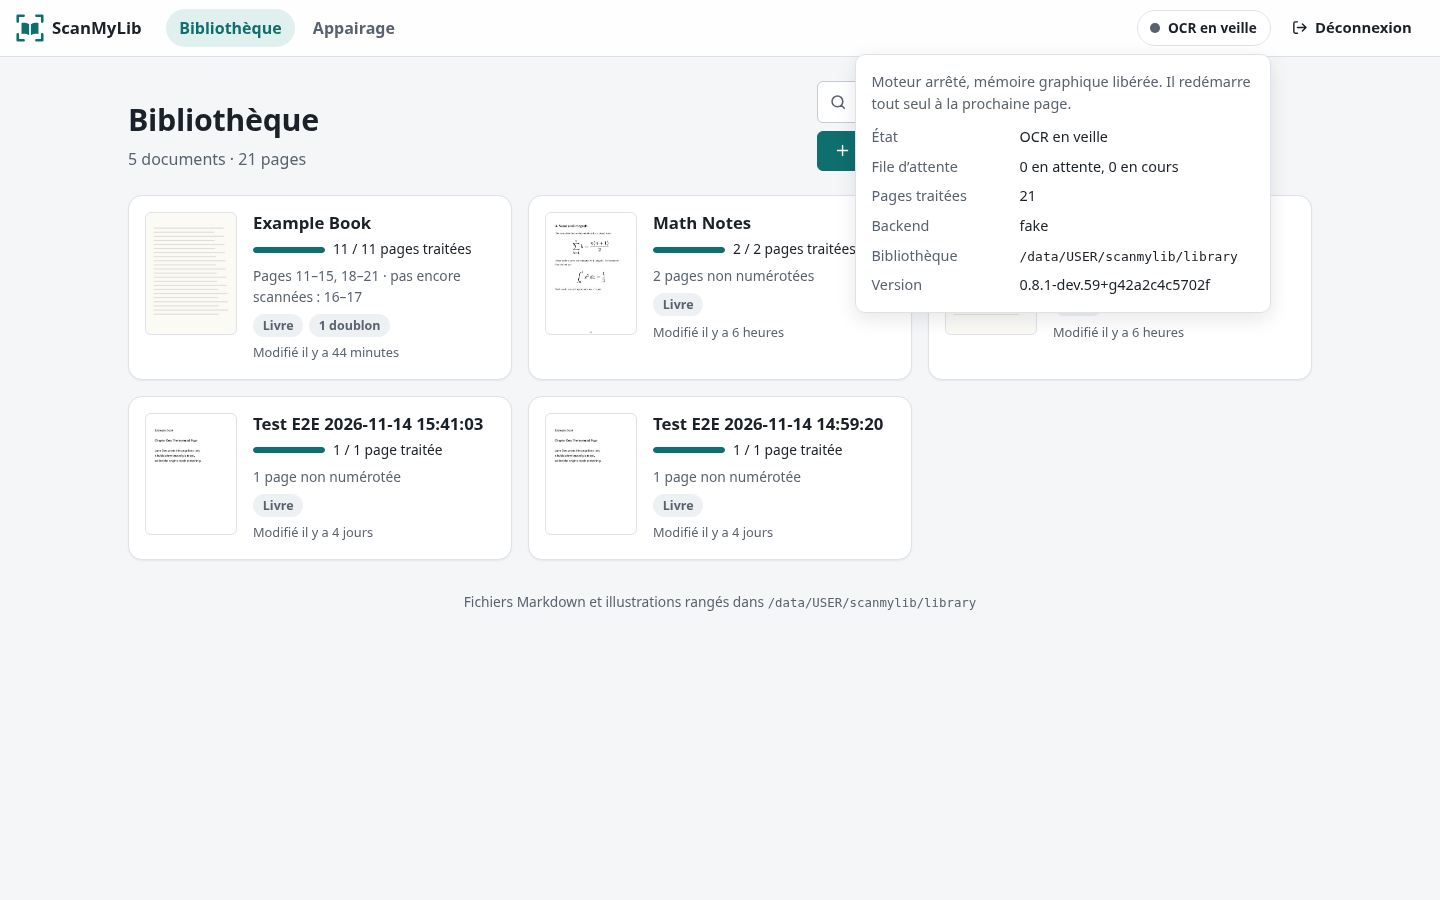 ScanMyLib
Bibliothèque
Appairage
OCR en veille
Déconnexion
Moteur arrêté, mémoire graphique libérée. Il redémarre
tout seul à la prochaine page.
État OCR en veille
File d’attente 0 en attente, 0 en cours
Pages traitées 21
Backend fake
Bibliothèque /data/USER/scanmylib/library
Version 0.8.1-dev.59+g42a2c4c5702f
Bibliothèque
5 documents · 21 pages
Example Book
11 / 11 pages traitées
Pages 11–15, 18–21 · pas encore
scannées : 16–17
Livre 1 doublon
Modifié il y a 44 minutes
Math Notes
2 / 2 pages traitées
2 pages non numérotées
Livre
Modifié il y a 6 heures
Modifié il y a 6 heures
Test E2E 2026-11-14 15:41:03
1 / 1 page traitée
1 page non numérotée
Livre
Modifié il y a 4 jours
Test E2E 2026-11-14 14:59:20
1 / 1 page traitée
1 page non numérotée
Livre
Modifié il y a 4 jours
Fichiers Markdown et illustrations rangés dans /data/USER/scanmylib/library